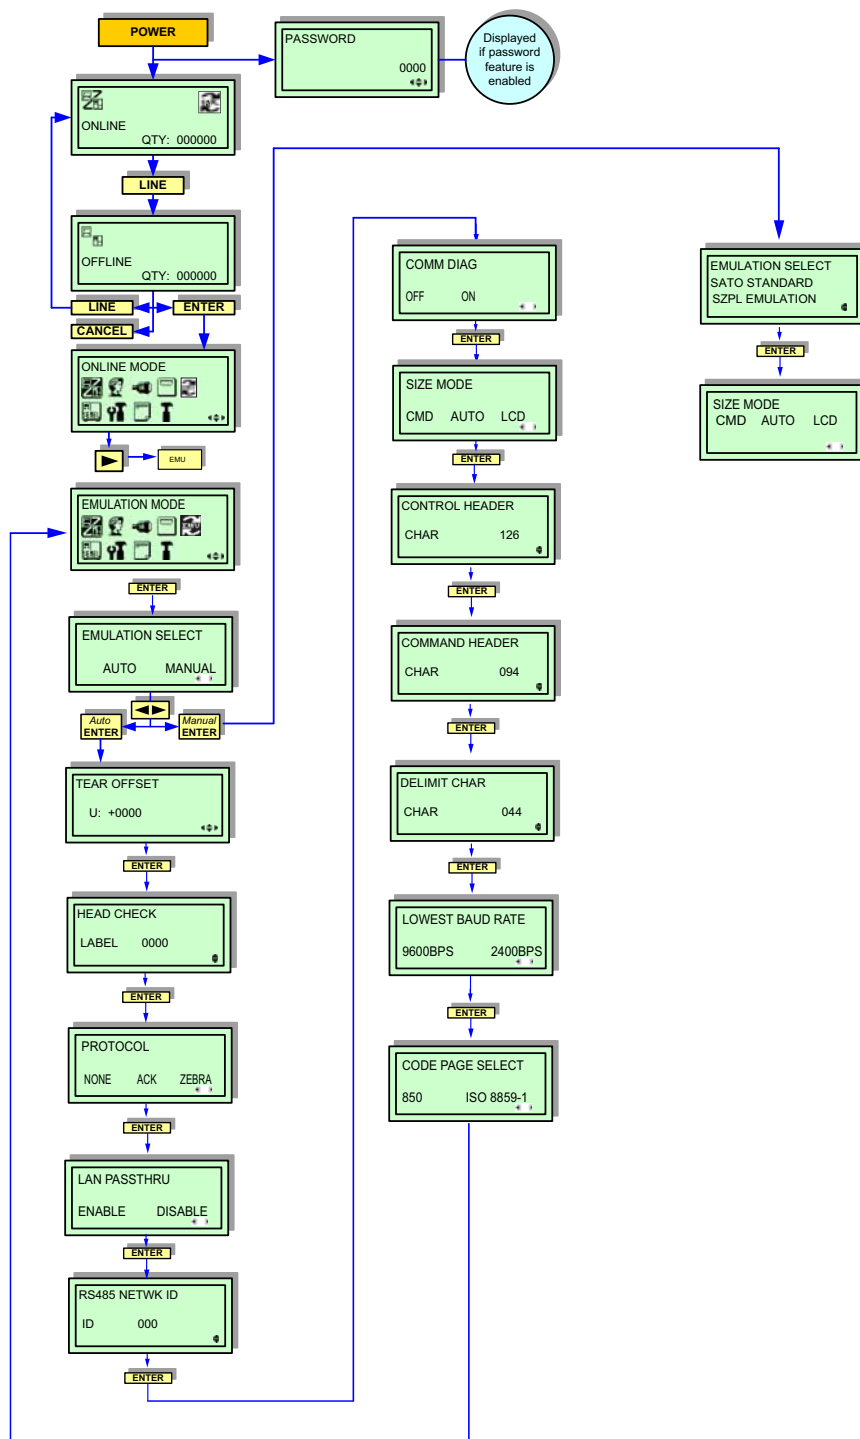 POWER
PASSWORD
0000
Displayed
if password
feature is
enabled
ONLINE
QTY: 000000
LINE
OFFLINE
QTY: 000000
LINE
ENTER
CANCEL
ONLINE MODE
EMU
EMULATION MODE
ENTER
EMULATION SELECT
AUTO MANUAL
Auto
ENTER
Manual
ENTER
TEAR OFFSET
U: +0000
ENTER
HEAD CHECK
LABEL 0000
ENTER
PROTOCOL
NONE ACK ZEBRA
ENTER
LAN PASSTHRU
ENABLE DISABLE
ENTER
RS485 NETWK ID
ID 000
ENTER
COMM DIAG
OFF ON
ENTER
SIZE MODE
CMD AUTO LCD
ENTER
CONTROL HEADER
CHAR 126
ENTER
COMMAND HEADER
CHAR 094
ENTER
DELIMIT CHAR
CHAR 044
ENTER
LOWEST BAUD RATE
9600BPS 2400BPS
ENTER
CODE PAGE SELECT
850 ISO 8859-1
EMULATION SELECT
SATO STANDARD
SZPL EMULATION
ENTER
SIZE MODE
CMD AUTO LCD